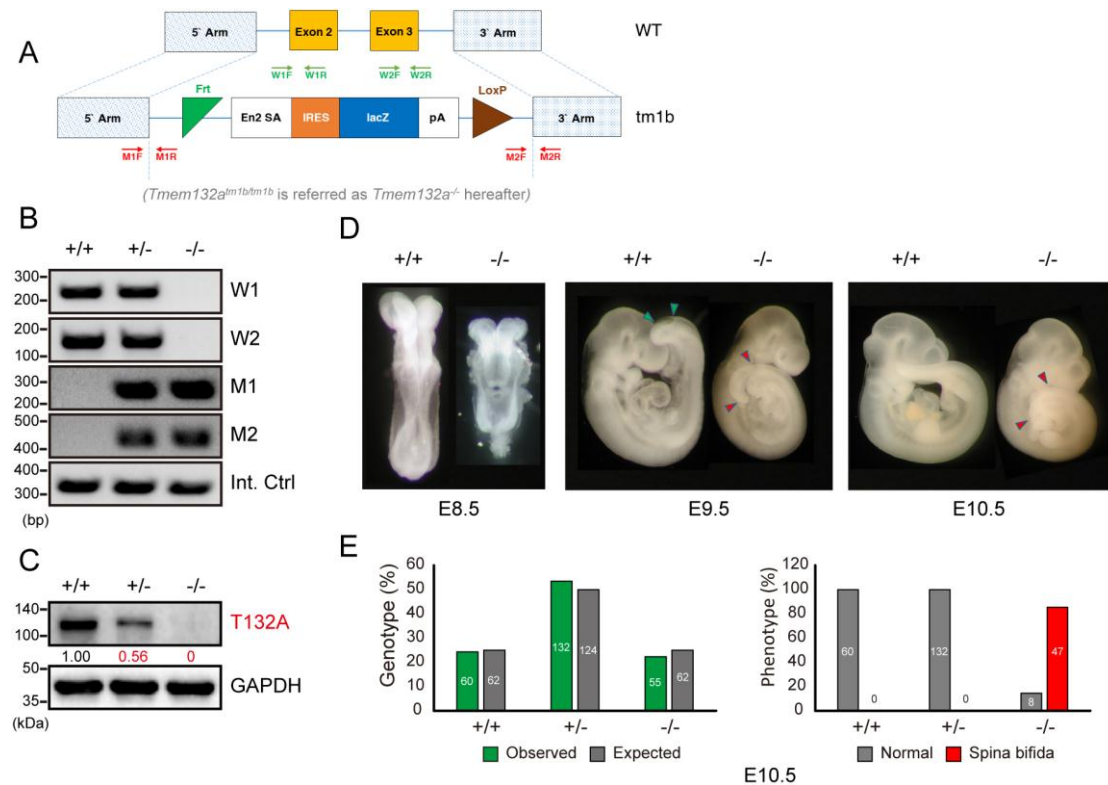 A
5` Arm
Exon 2
Exon 3
3` Arm
WT
W1F
W1R
W2F
W2R
Frt
LoxP
5` Arm
En2 SA
IRES
lacZ
pA
3` Arm
tm1b
M1F
M1R
M2F
M2R
(Tmem132atm1b/tm1b is referred as Tmem132a-/- hereafter)
B
+/+ +/- -/-
300
200
W1
200
100
W2
300
200
M1
500
400
M2
400
300
Int. Ctrl
(bp)
C
+/+ +/- -/-
140
100
T132A
1.00 0.56 0
50
35
GAPDH
(kDa)
D
+/+ -/-
+/+ -/-
+/+ -/-
E8.5
E9.5
E10.5
E
Genotype (%)
60
50
40
30
20
10
0
60
62
132
124
55
62
+/+ +/- -/-
Observed
Expected
Phenotype (%)
120
100
80
60
40
20
0
60
0
132
0
8
47
+/+ +/- -/-
Normal
Spina bifida
E10.5